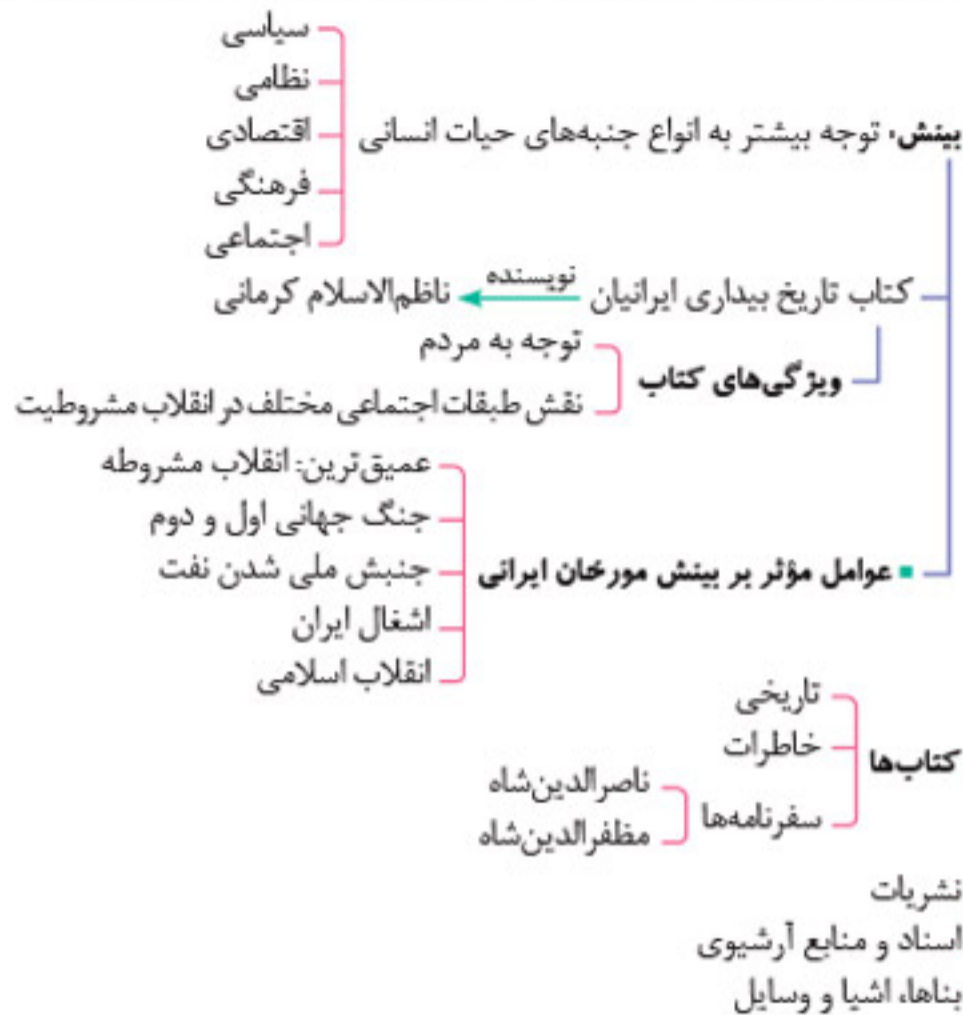 سیاسی
نظامی
بینش: توجه بیشتر به انواع جنبه‌های حیات انسانی
اقتصادی
فرهنگی
اجتماعی
کتاب تاریخ بیداری ایرانیان نویسنده ناظم‌الاسلام کرمانی
ویژگی‌های کتاب
توجه به مردم
نقش طبقات اجتماعی مختلف در انقلاب مشروطیت
عوامل مؤثر بر بینش مورخان ایرانی
عمیق‌ترین: انقلاب مشروطه
جنگ جهانی اول و دوم
جنبش ملی شدن نفت
اشغال ایران
انقلاب اسلامی
کتاب‌ها
تاریخی
خاطرات
سفرنامه‌ها
ناصرالدین‌شاه
مظفرالدین‌شاه
نشریات
اسناد و منابع آرشیوی
بناها، اشیا و وسایل